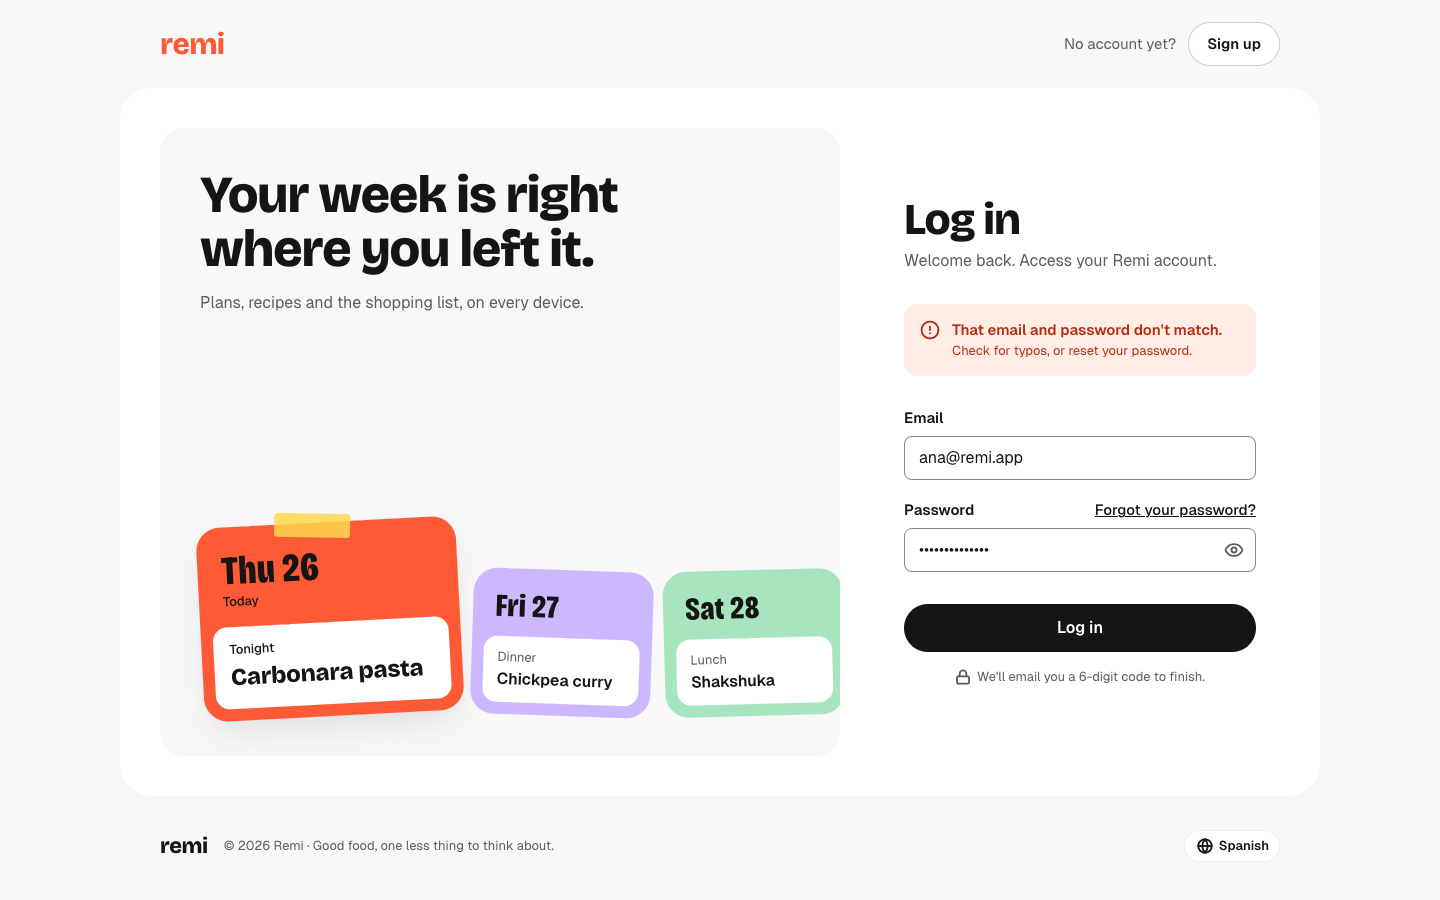 remi
No account yet?
Sign up
Your week is right
where you left it.
Plans, recipes and the shopping list, on every device.
Thu 26
Today
Tonight
Carbonara pasta
Fri 27
Dinner
Chickpea curry
Sat 28
Lunch
Shakshuka
Log in
Welcome back. Access your Remi account.
That email and password don't match.
Check for typos, or reset your password.
Email
ana@remi.app
Password
Forgot your password?
••••••••••••••
Log in
We'll email you a 6-digit code to finish.
remi
© 2026 Remi · Good food, one less thing to think about.
Spanish